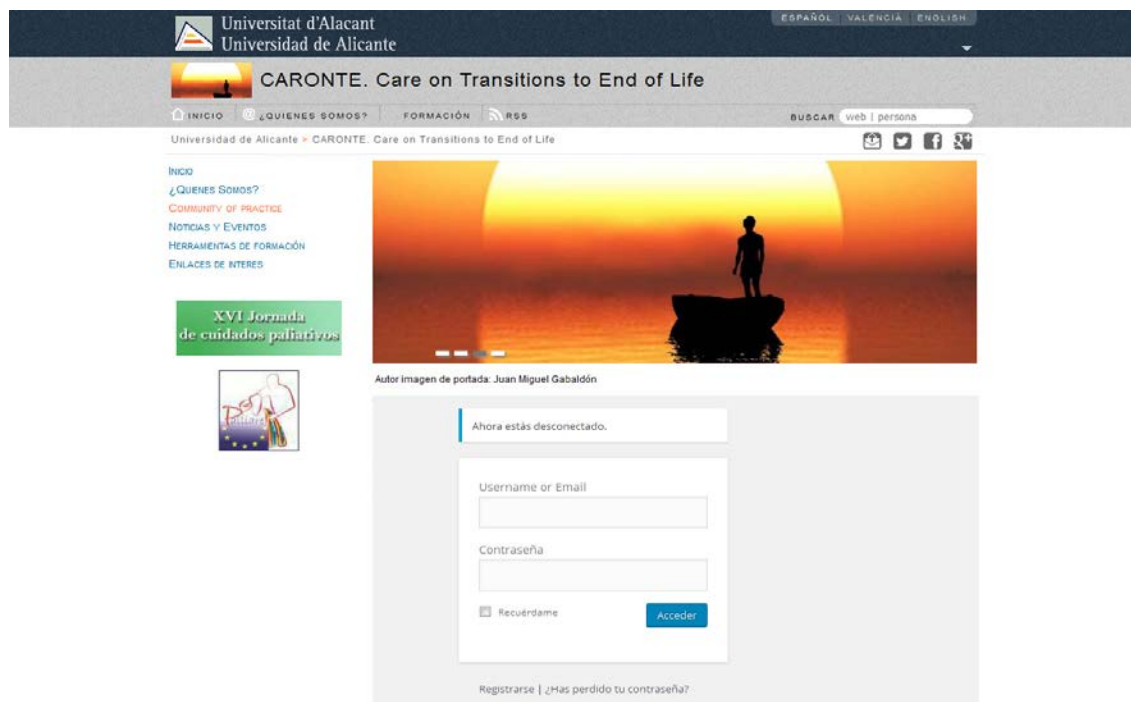 Universitat d'Alacant
Universidad de Alicante
ESPAÑOL VALENCIÀ ENGLISH
CARONTE. Care on Transitions to End of Life
INICIO ¿QUIENES SOMOS? FORMACIÓN RSS
BUSCAR web | persona
Universidad de Alicante > CARONTE. Care on Transitions to End of Life
INICIO
¿QUIENES SOMOS?
COMMUNITY OF PRACTICE
NOTICIAS Y EVENTOS
HERRAMIENTAS DE FORMACIÓN
ENLACES DE INTERES
XVI Jornada
de cuidados paliativos
Autor imagen de portada: Juan Miguel Gabaldón
Ahora estás desconectado.
Username or Email
Contraseña
Recuérdame
Acceder
Registrarse | ¿Has perdido tu contraseña?